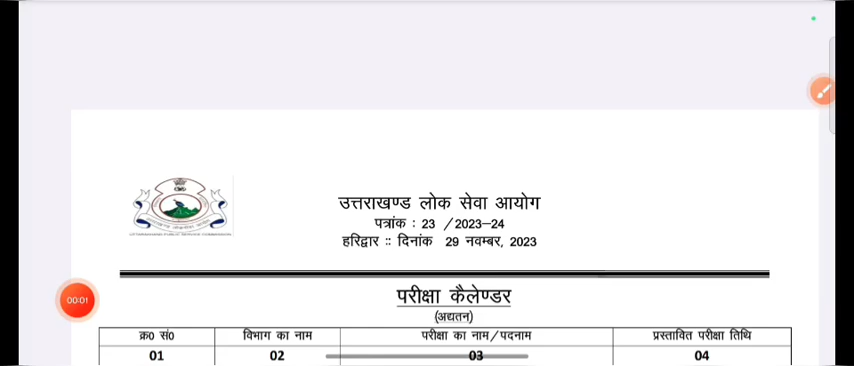 उत्तराखण्ड लोक सेवा आयोग
पत्रांक : 23 /2023–24
हरिद्वार :: दिनांक 29 नवम्बर, 2023
00:01
परीक्षा कैलेण्डर
(अद्यतन)
क्र0 सं0 विभाग का नाम परीक्षा का नाम/पदनाम प्रस्तावित परीक्षा तिथि
01 02 03 04